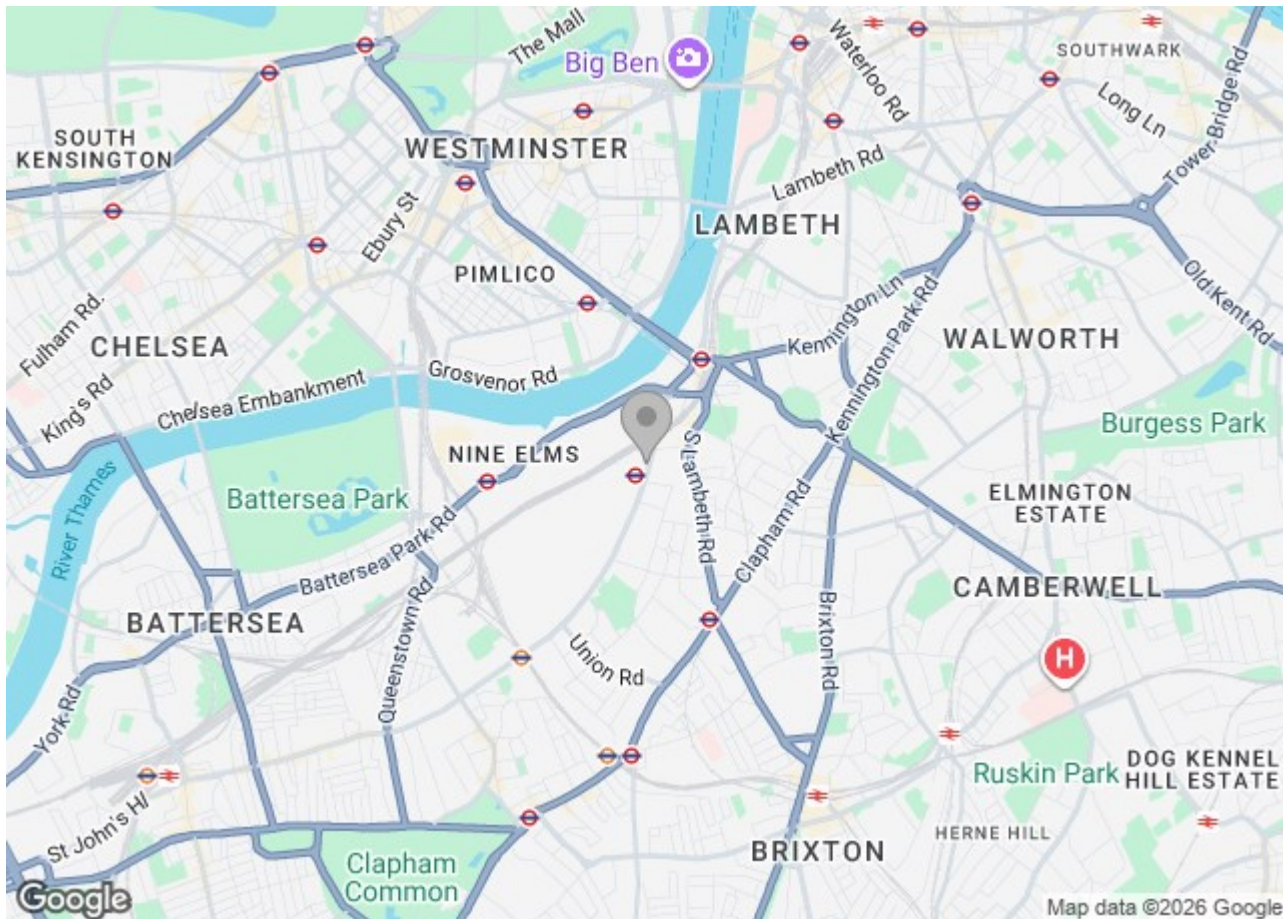 The Mall
Big Ben
Waterloo Rd
SOUTHWARK
Long Ln
Tower Bridge Rd
SOUTH
KENSINGTON
WESTMINSTER
Lambeth Rd
Ebury St
LAMBETH
PIMLICO
Old Kent Rd
Fulham Rd.
CHELSEA
Kennington Ln
Kennington Park Rd
WALWORTH
Grosvenor Rd
Chelsea Embankment
King's Rd
Burgess Park
NINE ELMS
S Lambeth Rd
Battersea Park
ELMINGTON
ESTATE
River Thames
Battersea Park Rd
Clapham Rd
CAMBERWELL
BATTERSEA
Queenstown Rd
Union Rd
Brixton Rd
H
York Rd
Ruskin Park
DOG KENNEL
HILL ESTATE
St John's Hl
HERNE HILL
BRIXTON
Clapham
Common
Google
Map data ©2026 Google